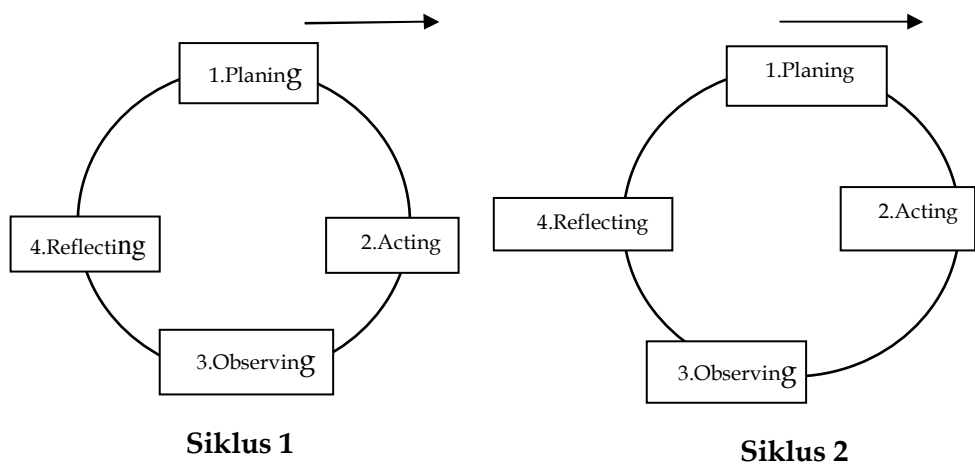 1.Planing
2.Acting
3.Observing
4.Reflecting
Siklus 1
1.Planing
2.Acting
3.Observing
4.Reflecting
Siklus 2